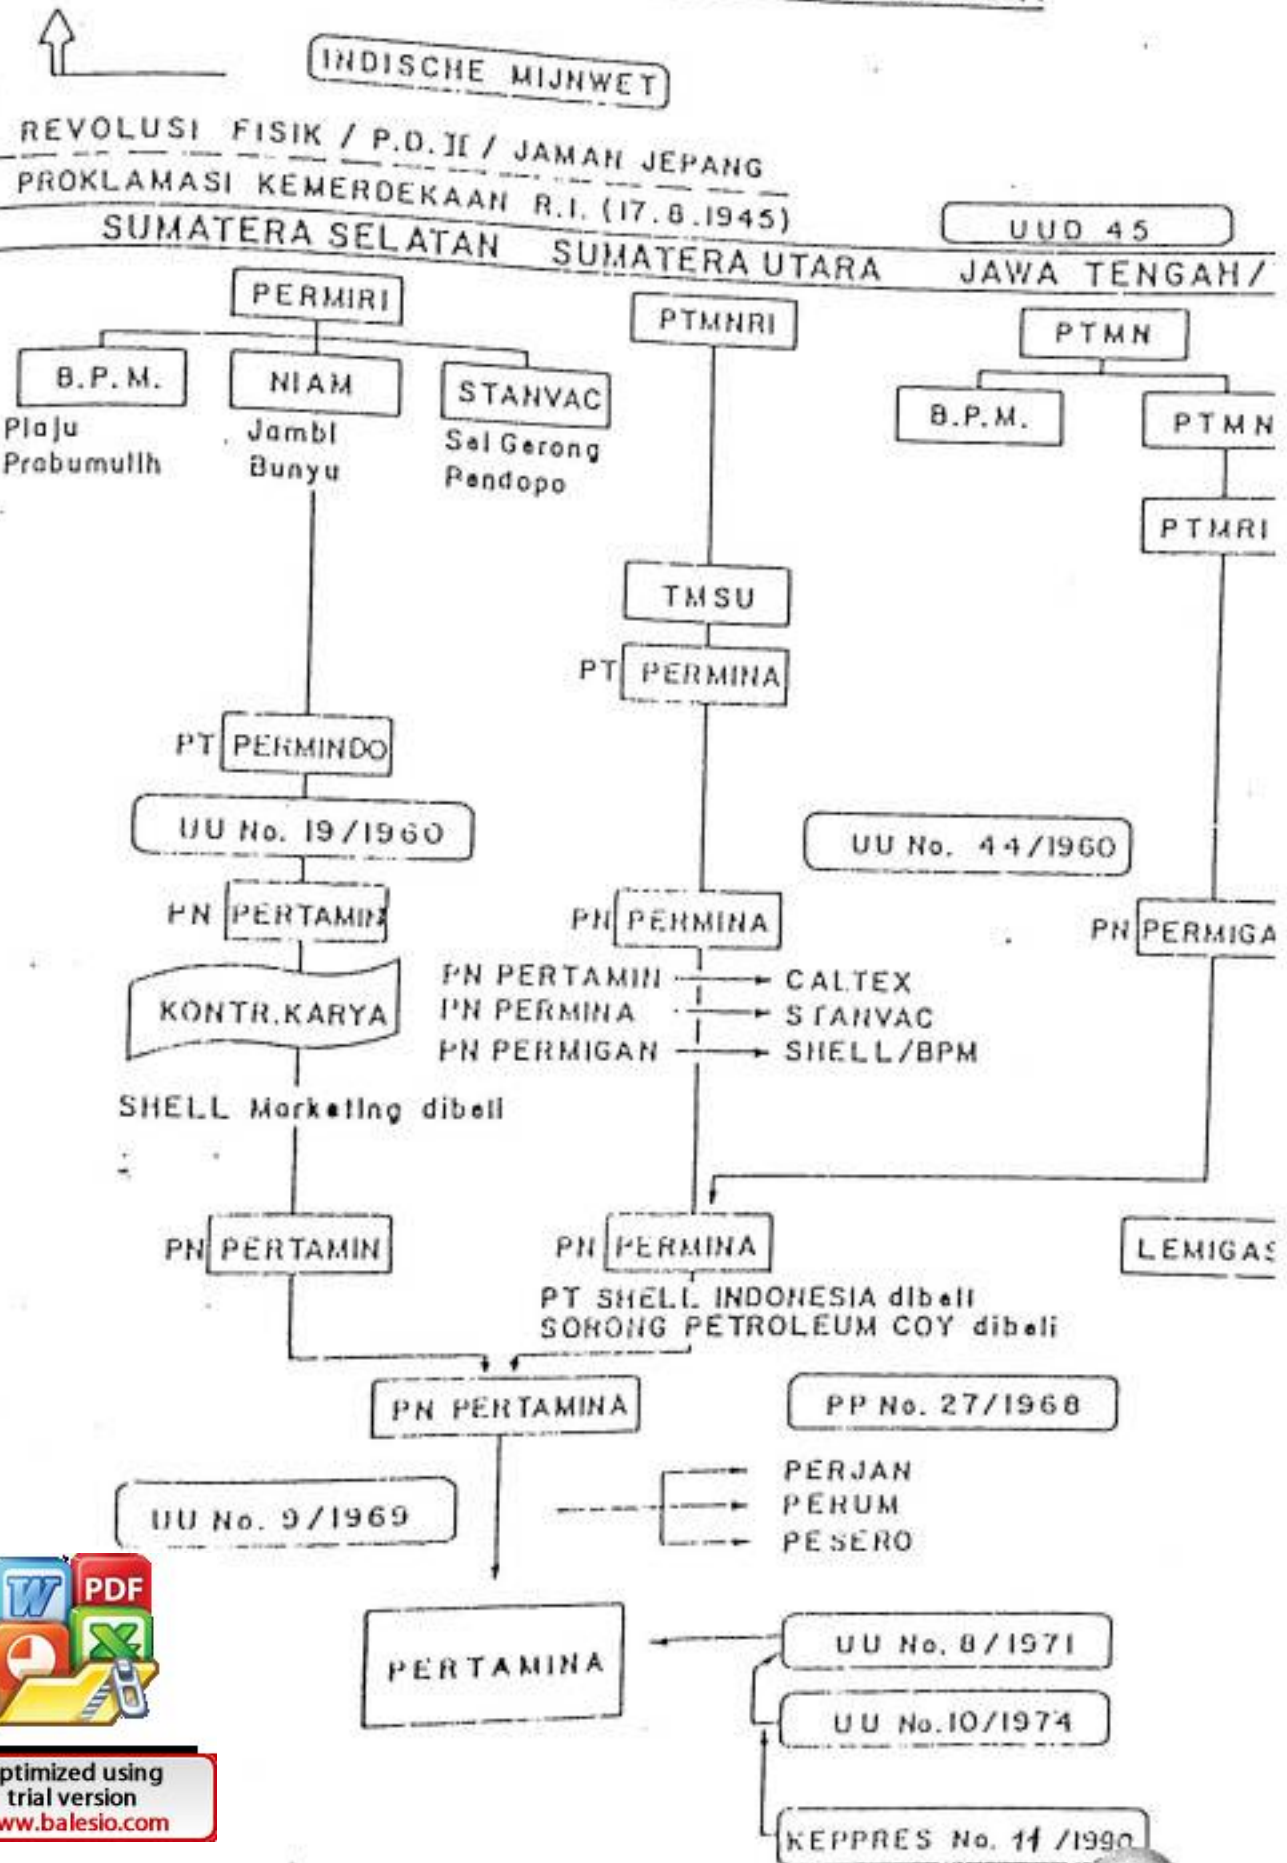 INDISCHE MIJNWET
REVOLUSI FISIK / P.D. II / JAMAN JEPANG
PROKLAMASI KEMERDEKAAN R.I. (17.8.1945)
UUD 45
SUMATERA SELATAN SUMATERA UTARA JAWA TENGAH/
PERMIRI
PTMNRI
PTMN
B.P.M.
NIAM
STANVAC
B.P.M.
PTMN
Plaju
Prabumulih
Jambi
Bunyu
Sei Gerong
Pendopo
PTMRI
TMSU
PT PERMINA
PT PERMINDO
UU No. 19/1960
UU No. 44/1960
PN PERTAMIN
PN PERMINA
PN PERMIGA
KONTR.KARYA
PN PERTAMIN CALTEX
PN PERMINA STANVAC
PN PERMIGAN SHELL/BPM
SHELL Marketing dibeli
PN PERTAMIN
PN PERMINA
LEMIGAS
PT SHELL INDONESIA dibeli
SORONG PETROLEUM COY dibeli
PN PERTAMINA
PP No. 27/1968
UU No. 9/1969
PERJAN
PERUM
PESERO
PERTAMINA
UU No. 8/1971
UU No.10/1974
KEPPRES No. 11/1990
W
PDF
ptimized using
trial version
ww.balesio.com